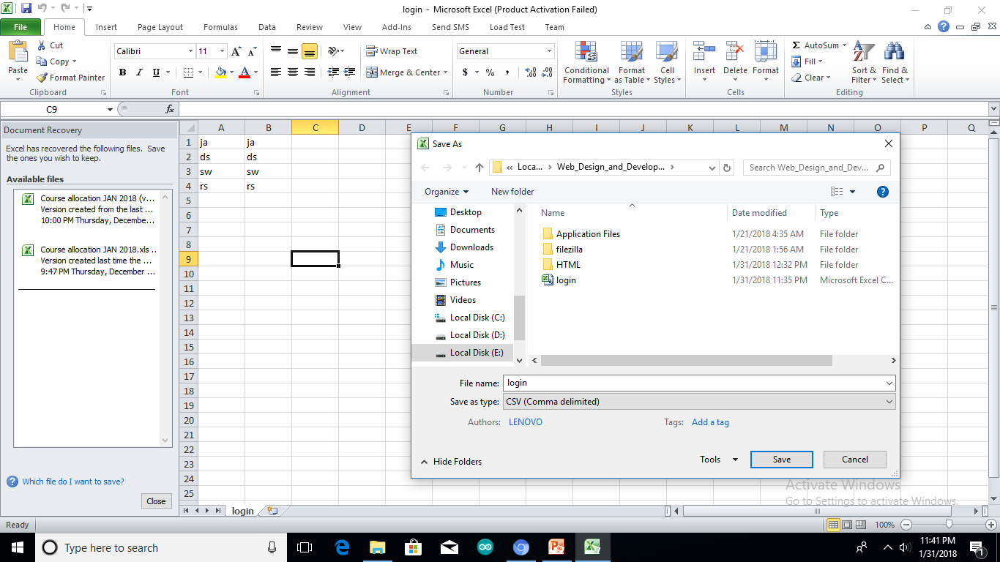 login - Microsoft Excel (Product Activation Failed)
File Home Insert Page Layout Formulas Data Review View Add-Ins Send SMS Load Test Team
Paste
Cut
Copy
Format Painter
Clipboard
Calibri 11
B I U A
Font
Wrap Text
Merge & Center
Alignment
General
$ % ,
Number
Conditional Formatting
Format as Table
Cell Styles
Styles
Insert Delete Format
Cells
Σ AutoSum
Fill
Clear
Sort & Filter
Find & Select
Editing
C9 fx
Document Recovery
Excel has recovered the following files. Save
the ones you wish to keep.
Available files
Course allocation JAN 2018 (v...
Version created from the last ...
10:00 PM Thursday, Decembe...
Course allocation JAN 2018.xls ..
Version created last time the ...
9:47 PM Thursday, December ...
Which file do I want to save?
Close
A B C D E F G H I J K L M N O P Q
1 ja ja
2 ds ds
3 sw sw
4 rs rs
5
6
7
8
9
10
11
12
13
14
15
16
17
18
19
20
21
22
23
24
25
Save As
« Loca... Web_Design_and_Develop...
Search Web_Design_and_Dev...
Organize New folder
Desktop
Documents
Downloads
Music
Pictures
Videos
Local Disk (C:)
Local Disk (D:)
Local Disk (E:)
Name Date modified Type
Application Files 1/21/2018 4:35 AM File folder
filezilla 1/21/2018 1:56 AM File folder
HTML 1/31/2018 12:32 PM File folder
login 1/31/2018 11:35 PM Microsoft Excel C...
File name: login
Save as type: CSV (Comma delimited)
Authors: LENOVO Tags: Add a tag
Hide Folders Tools Save Cancel
Activate Windows
Go to Settings to activate Windows.
login
Ready 100%
Type here to search
11:41 PM
1/31/2018
1